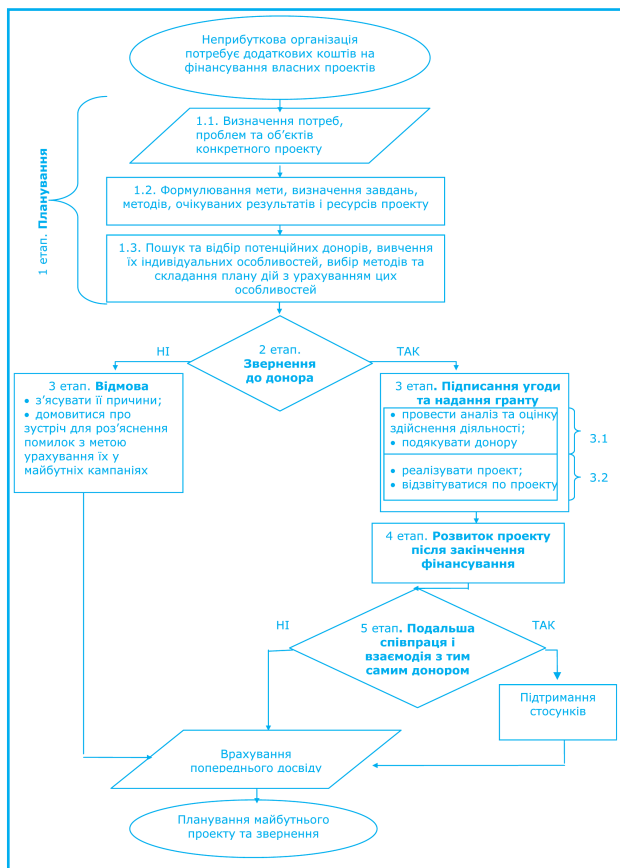 Неприбуткова організація
потребує додаткових коштів на
фінансування власних проектів
1 етап. Планування
1.1. Визначення потреб,
проблем та об’єктів
конкретного проекту
1.2. Формулювання мети, визначення завдань,
методів, очікуваних результатів і ресурсів проекту
1.3. Пошук та відбір потенційних донорів, вивчення
їх індивідуальних особливостей, вибір методів та
складання плану дій з урахуванням цих
особливостей
НІ
2 етап.
Звернення
до донора
ТАК
3 етап. Відмова
• з’ясувати її причини;
• домовитися про
зустріч для роз’яснення
помилок з метою
урахування їх у
майбутніх кампаніях
3 етап. Підписання угоди
та надання гранту
• провести аналіз та оцінку
здійснення діяльності;
• подякувати донору
3.1
• реалізувати проект;
• відзвітуватися по проекту
3.2
4 етап. Розвиток проекту
після закінчення
фінансування
НІ
5 етап. Подальша
співпраця і
взаємодія з тим
самим донором
ТАК
Підтримання
стосунків
Врахування
попереднього досвіду
Планування майбутнього
проекту та звернення